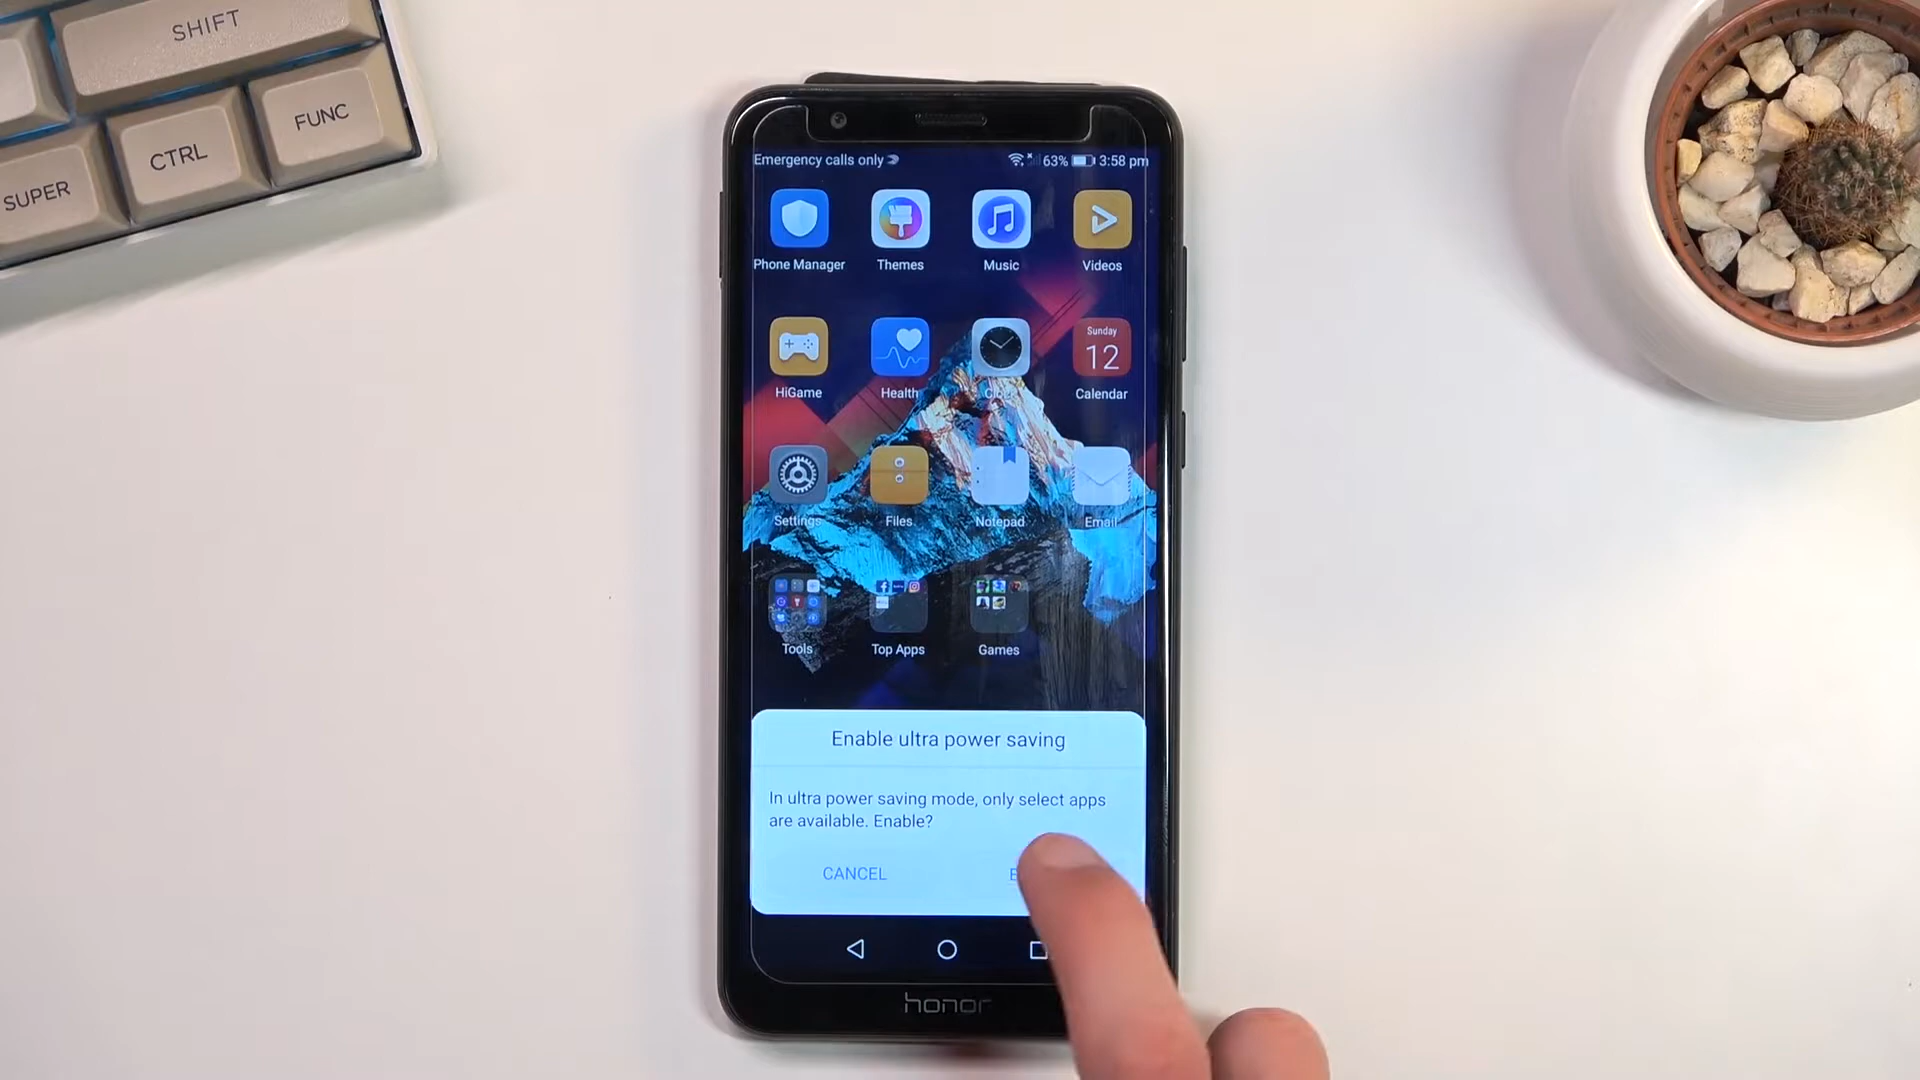 SHIFT
FUNC
CTRL
SUPER
Emergency calls only
63% 3:58 pm
Phone Manager
Themes
Music
Videos
Sunday
12
HiGame
Health
Clock
Calendar
Settings
Files
Notepad
Email
Tools
Top Apps
Games
Enable ultra power saving
In ultra power saving mode, only select apps
are available. Enable?
CANCEL
E
honor